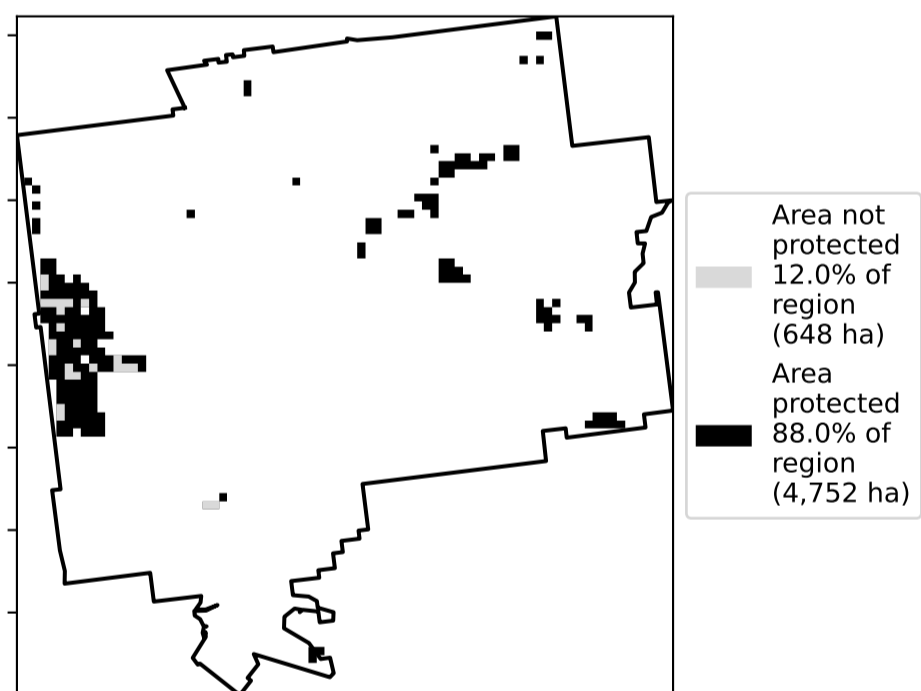 Area not
protected
12.0% of
region
(648 ha)
Area
protected
88.0% of
region
(4,752 ha)